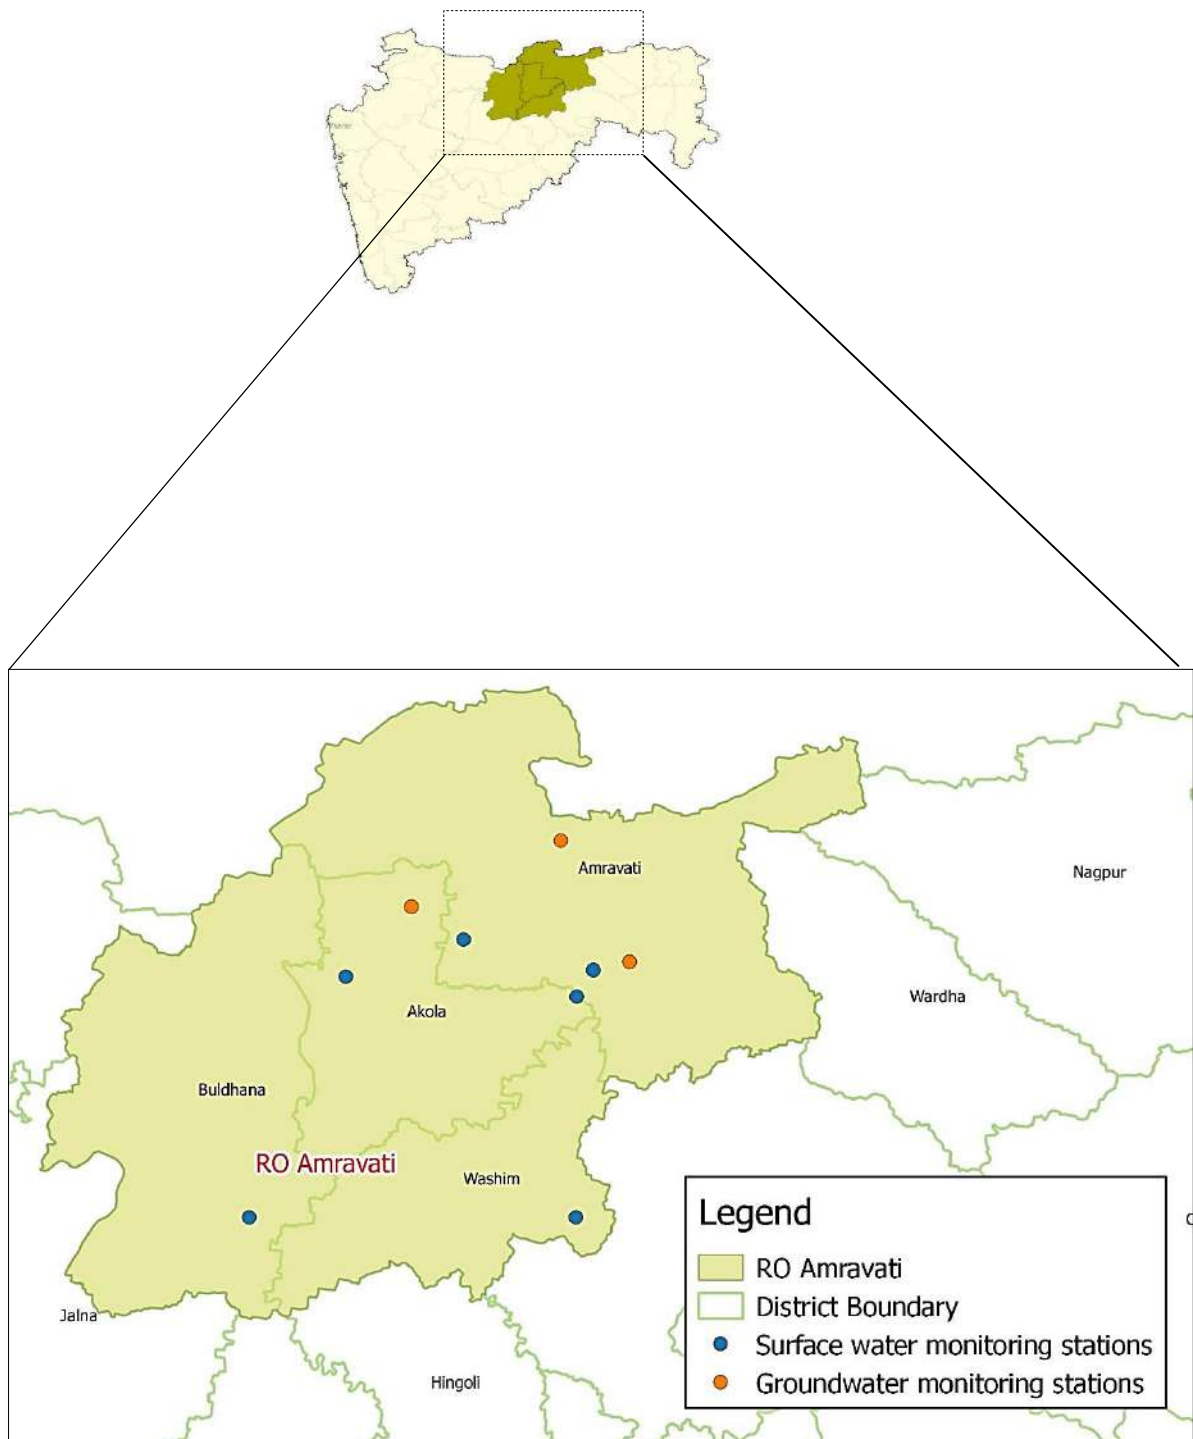 Amravati
Nagpur
Wardha
Akola
Buldhana
RO Amravati
Washim
Jalna
Hingoli
Legend
RO Amravati
District Boundary
Surface water monitoring stations
Groundwater monitoring stations